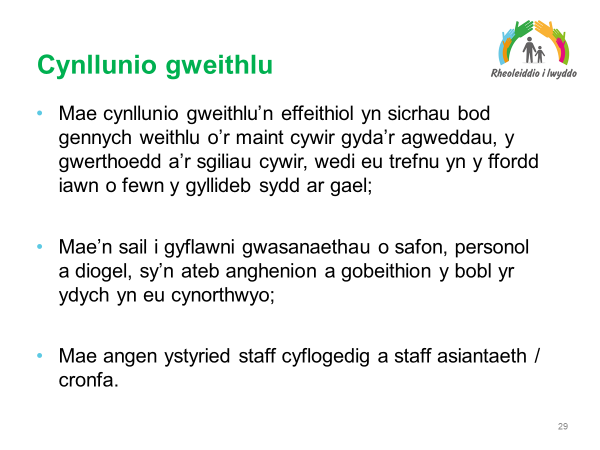 Rheoleiddio i lwyddo
Cynllunio gweithlu
• Mae cynllunio gweithlu’n effeithiol yn sicrhau bod
gennych weithlu o’r maint cywir gyda’r agweddau, y
gwerthoedd a’r sgiliau cywir, wedi eu trefnu yn y ffordd
iawn o fewn y gyllideb sydd ar gael;
• Mae’n sail i gyflawni gwasanaethau o safon, personol
a diogel, sy’n ateb anghenion a gobeithion y bobl yr
ydych yn eu cynorthwyo;
• Mae angen ystyried staff cyflogedig a staff asiantaeth /
cronfa.
29